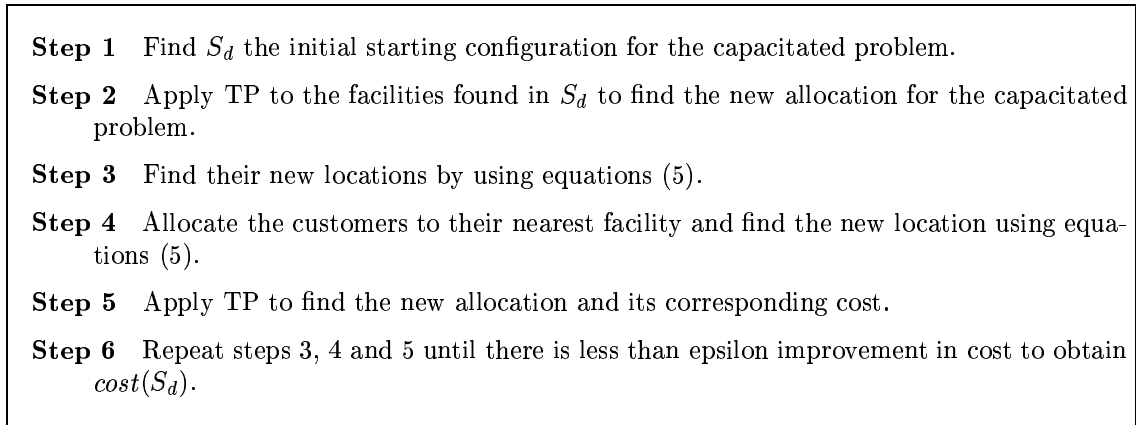 Step 1 Find S_d the initial starting configuration for the capacitated problem.
Step 2 Apply TP to the facilities found in S_d to find the new allocation for the capacitated
problem.
Step 3 Find their new locations by using equations (5).
Step 4 Allocate the customers to their nearest facility and find the new location using equa-
tions (5).
Step 5 Apply TP to find the new allocation and its corresponding cost.
Step 6 Repeat steps 3, 4 and 5 until there is less than epsilon improvement in cost to obtain
cost(S_d).